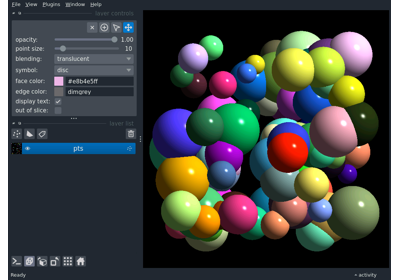 File View Plugins Window Help
layer controls
opacity: 1.00
point size: 10
blending: translucent
symbol: disc
face color: #e8b4e5ff
edge color: dimgrey
display text: ✓
out of slice:
layer list
pts
Ready
activity